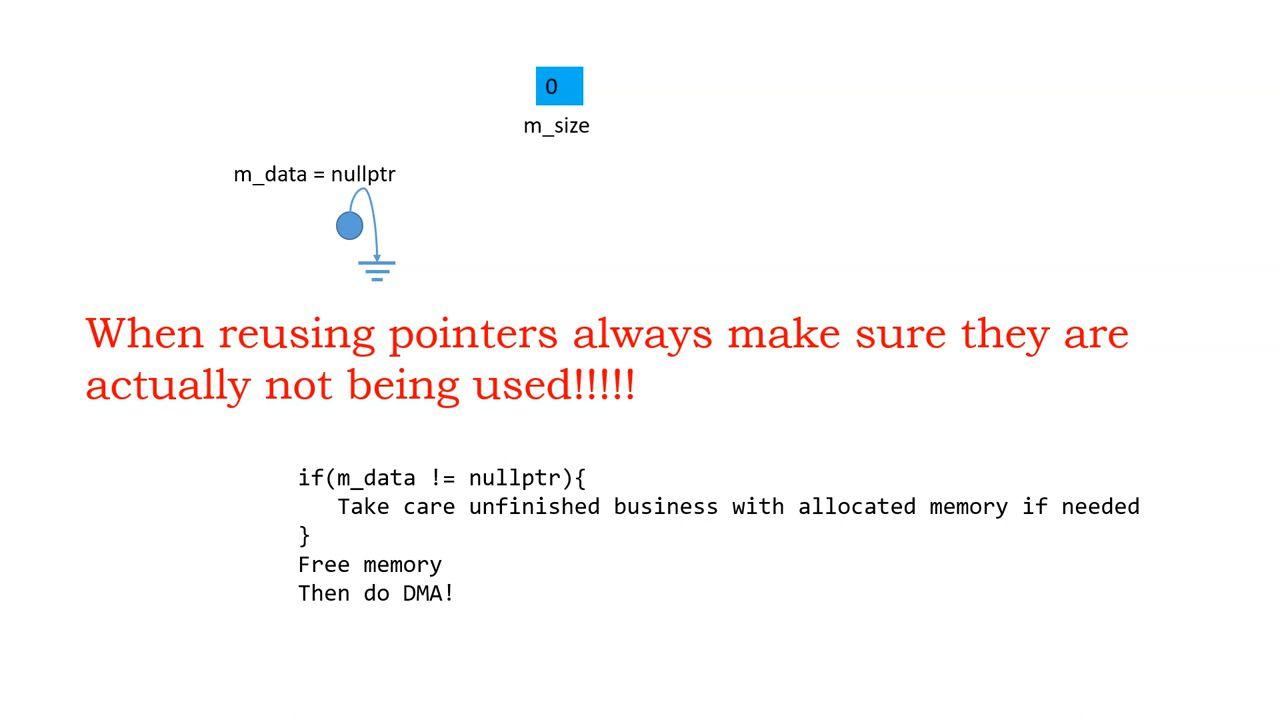 0
m_size
m_data = nullptr
When reusing pointers always make sure they are
actually not being used!!!!!
if(m_data != nullptr){
   Take care unfinished business with allocated memory if needed
}
Free memory
Then do DMA!